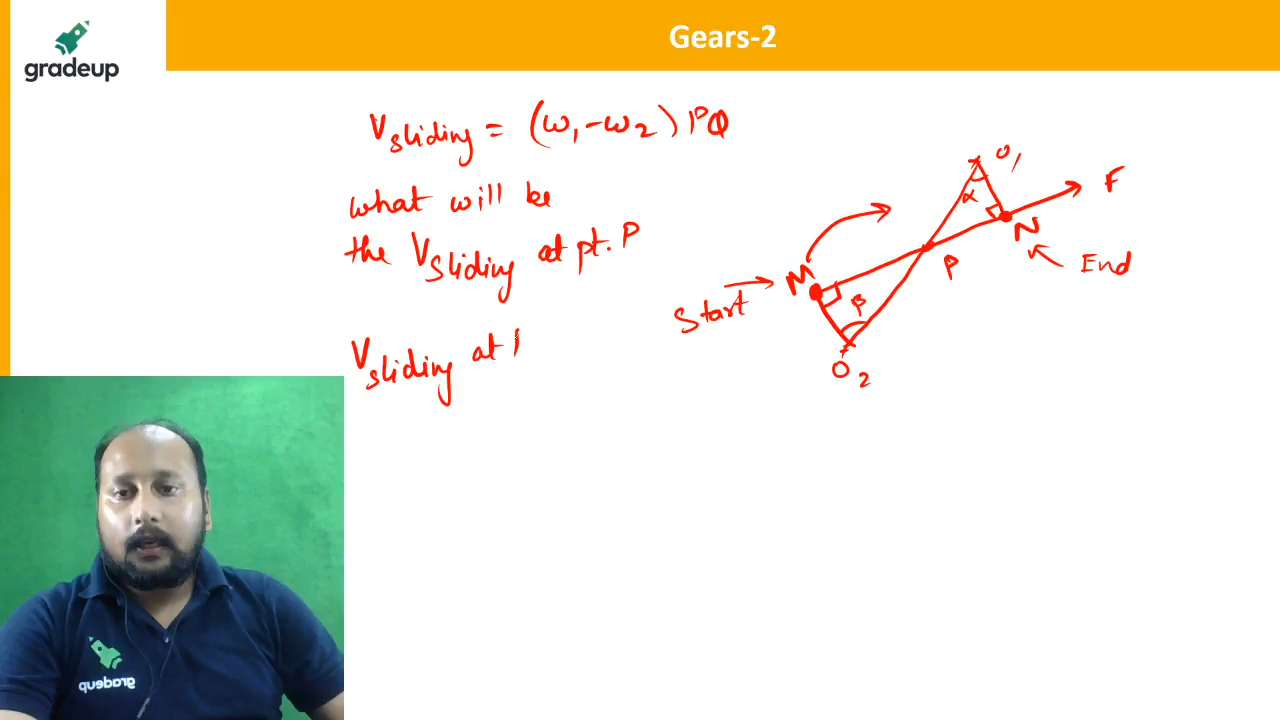 Gears-2
gradeup
Vsliding = (ω1-ω2) PQ
what will be
the Vsliding at pt. P
Vsliding at
O1
α
F
N
End
P
M
Start
β
O2
gradeup